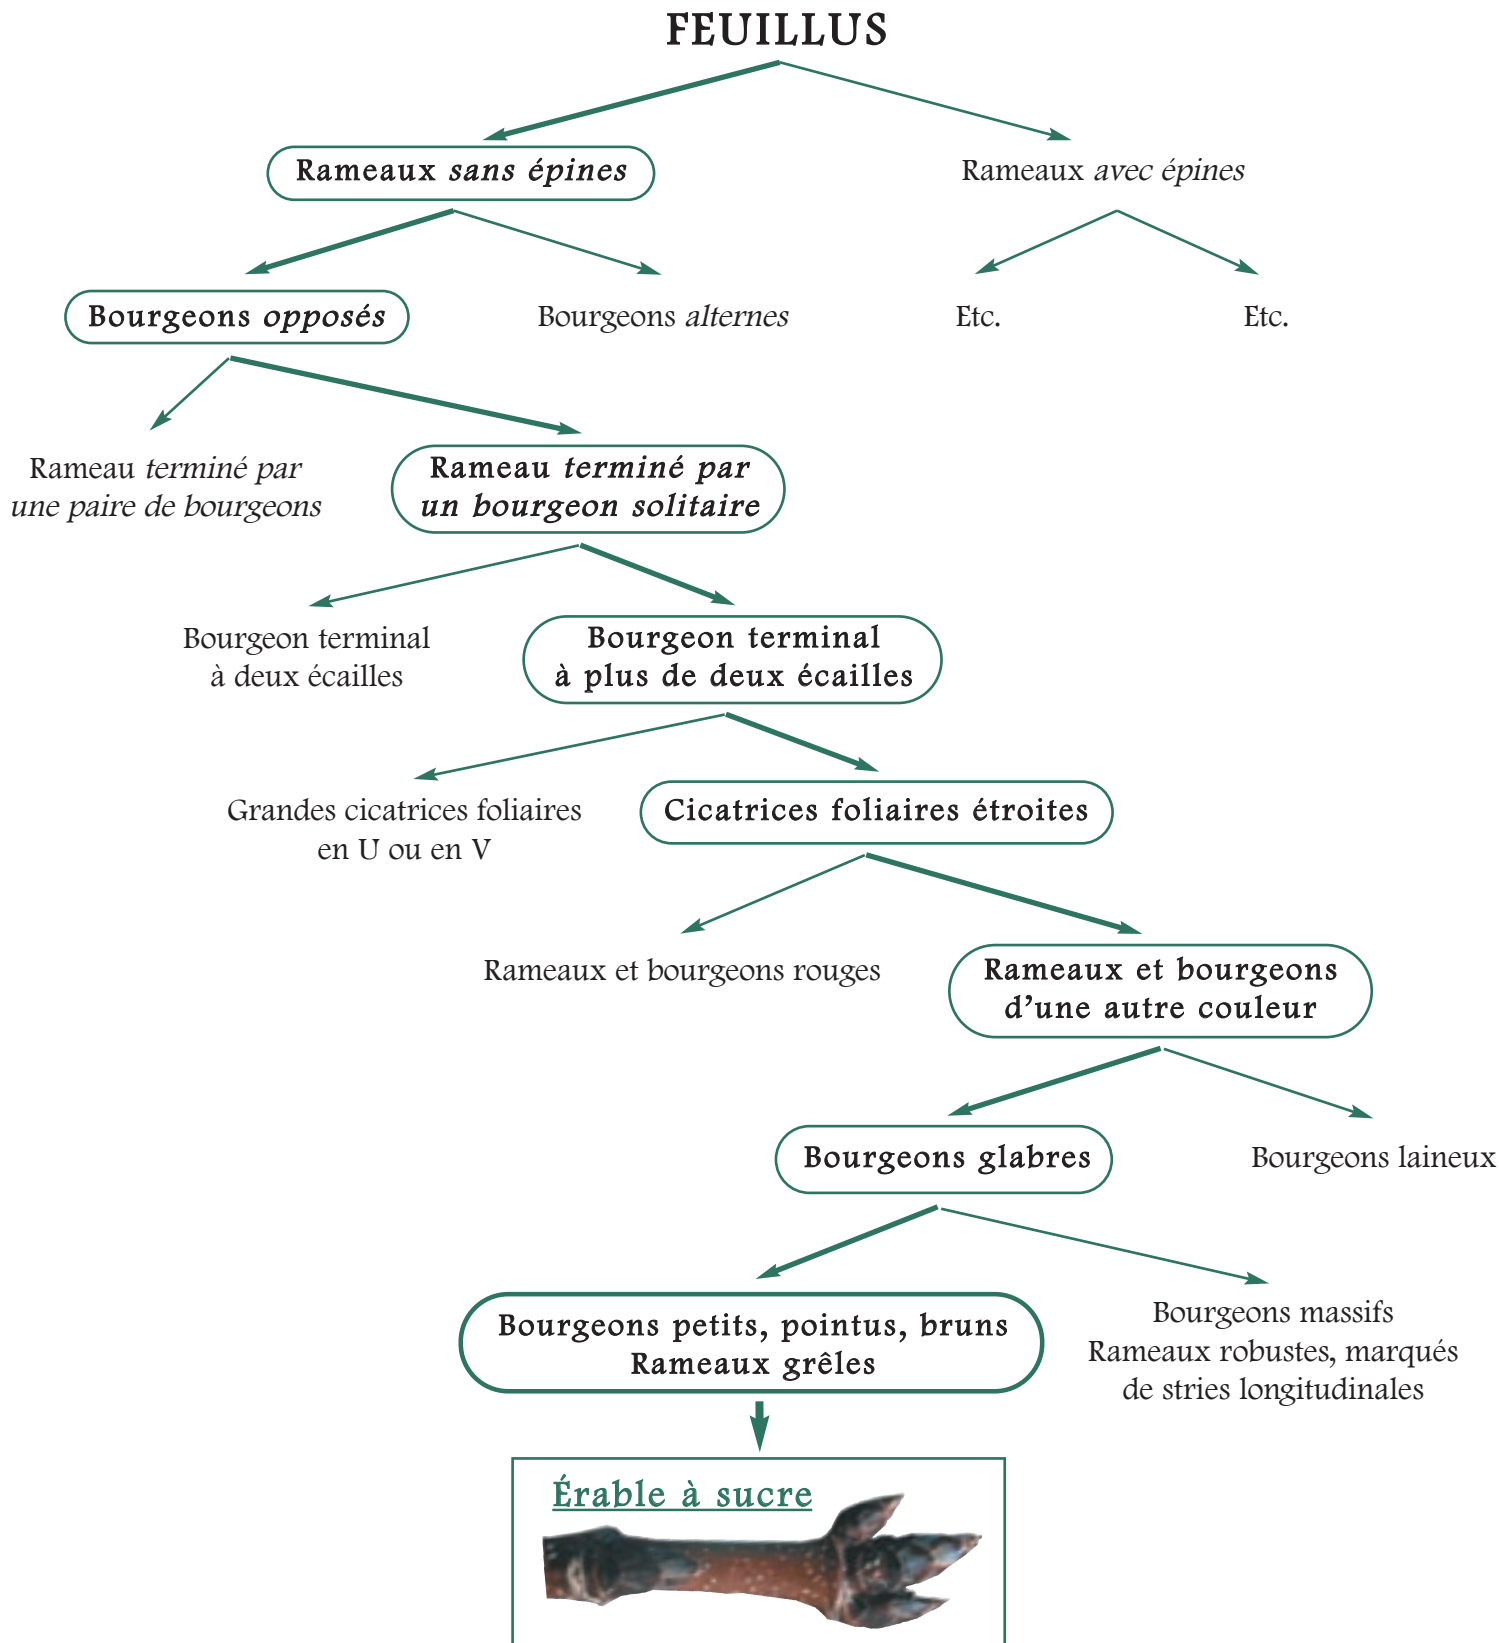 FEUILLUS
Rameaux sans épines
Rameaux avec épines
Bourgeons opposés
Bourgeons alternes
Etc.
Etc.
Rameau terminé par
une paire de bourgeons
Rameau terminé par
un bourgeon solitaire
Bourgeon terminal
à deux écailles
Bourgeon terminal
à plus de deux écailles
Grandes cicatrices foliaires
en U ou en V
Cicatrices foliaires étroites
Rameaux et bourgeons rouges
Rameaux et bourgeons
d'une autre couleur
Bourgeons glabres
Bourgeons laineux
Bourgeons petits, pointus, bruns
Rameaux grêles
Bourgeons massifs
Rameaux robustes, marqués
de stries longitudinales
Érable à sucre